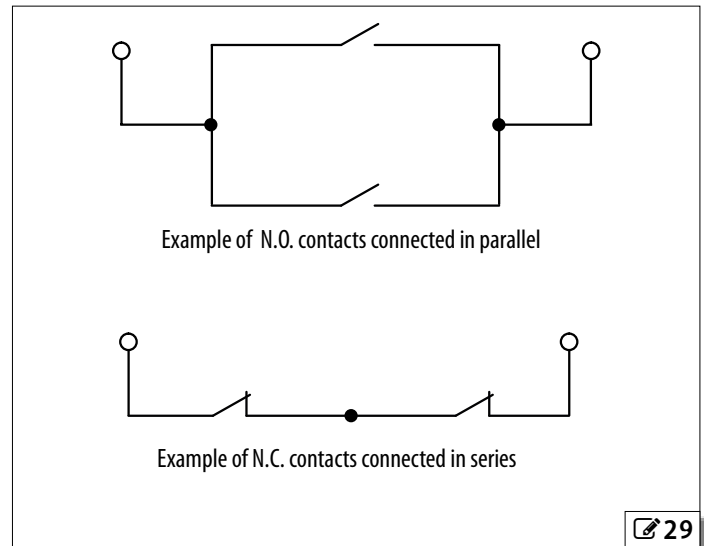 Example of N.O. contacts connected in parallel
Example of N.C. contacts connected in series
29